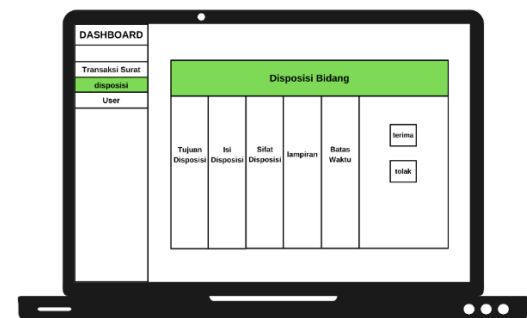 DASHBOARD
Transaksi Surat
disposisi
User
Disposisi Bidang
Tujuan
Disposisi
Isi
Disposisi
Sifat
Disposisi
lampiran
Batas
Waktu
terima
tolak